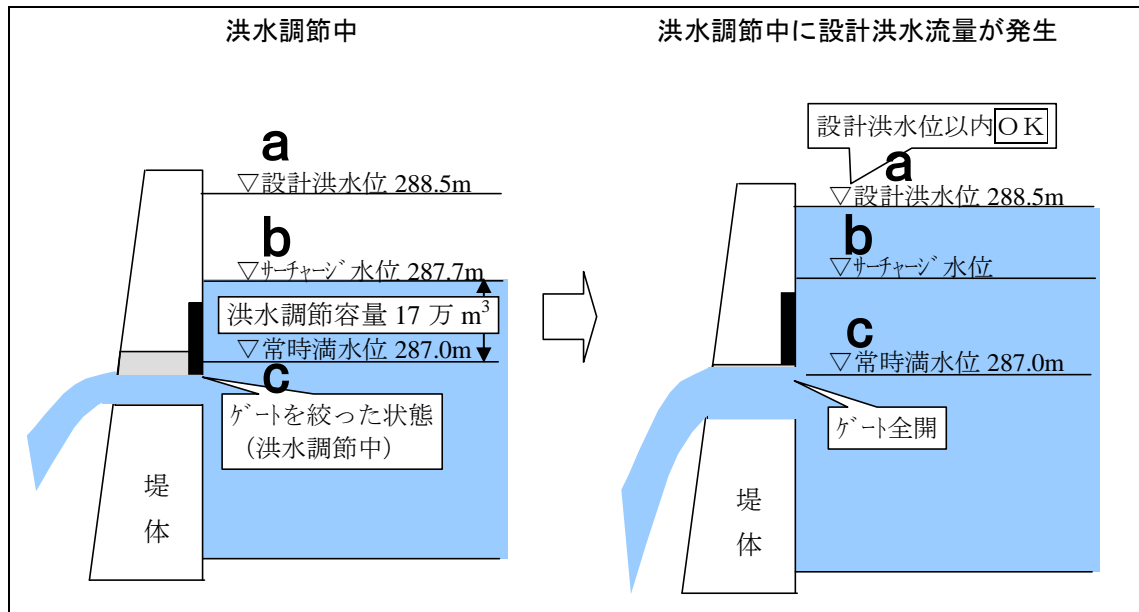 洪水調節中
a
▽設計洪水位 288.5m
b
▽ｻｰﾁｬｰｼﾞ水位 287.7m
洪水調節容量 17 万 m³
▽常時満水位 287.0m
c
ｹﾞｰﾄを絞った状態
(洪水調節中)
堤
体
洪水調節中に設計洪水流量が発生
設計洪水位以内ＯＫ
a
▽設計洪水位 288.5m
b
▽ｻｰﾁｬｰｼﾞ水位
c
▽常時満水位 287.0m
ｹﾞｰﾄ全開
堤
体